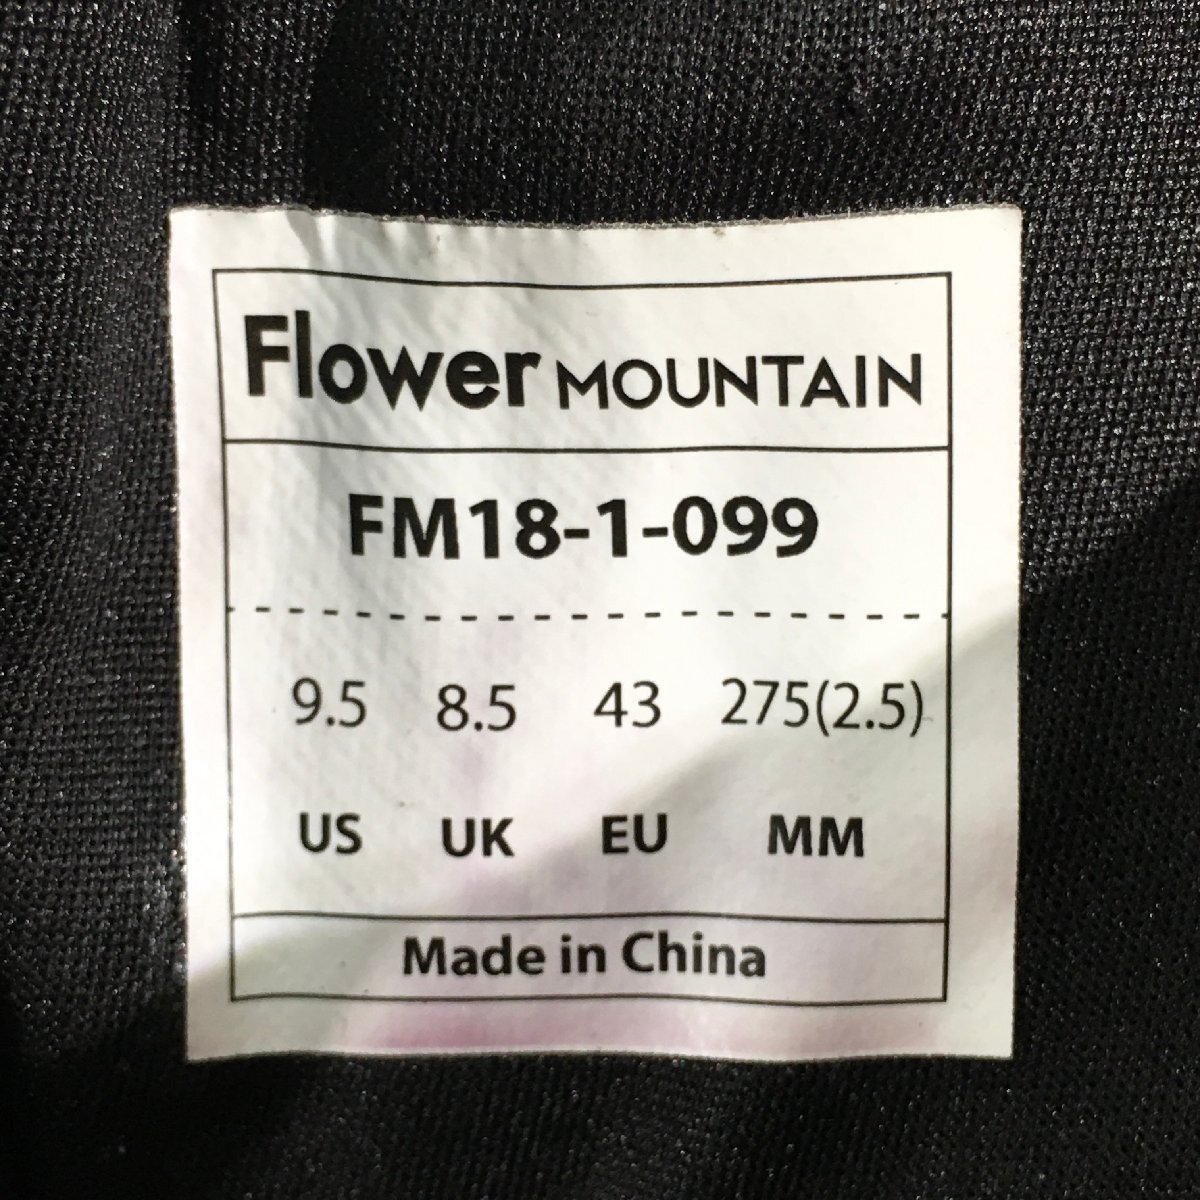 Flower MOUNTAIN
FM18-1-099
9.5 8.5 43 275(2.5)
US UK EU MM
Made in China